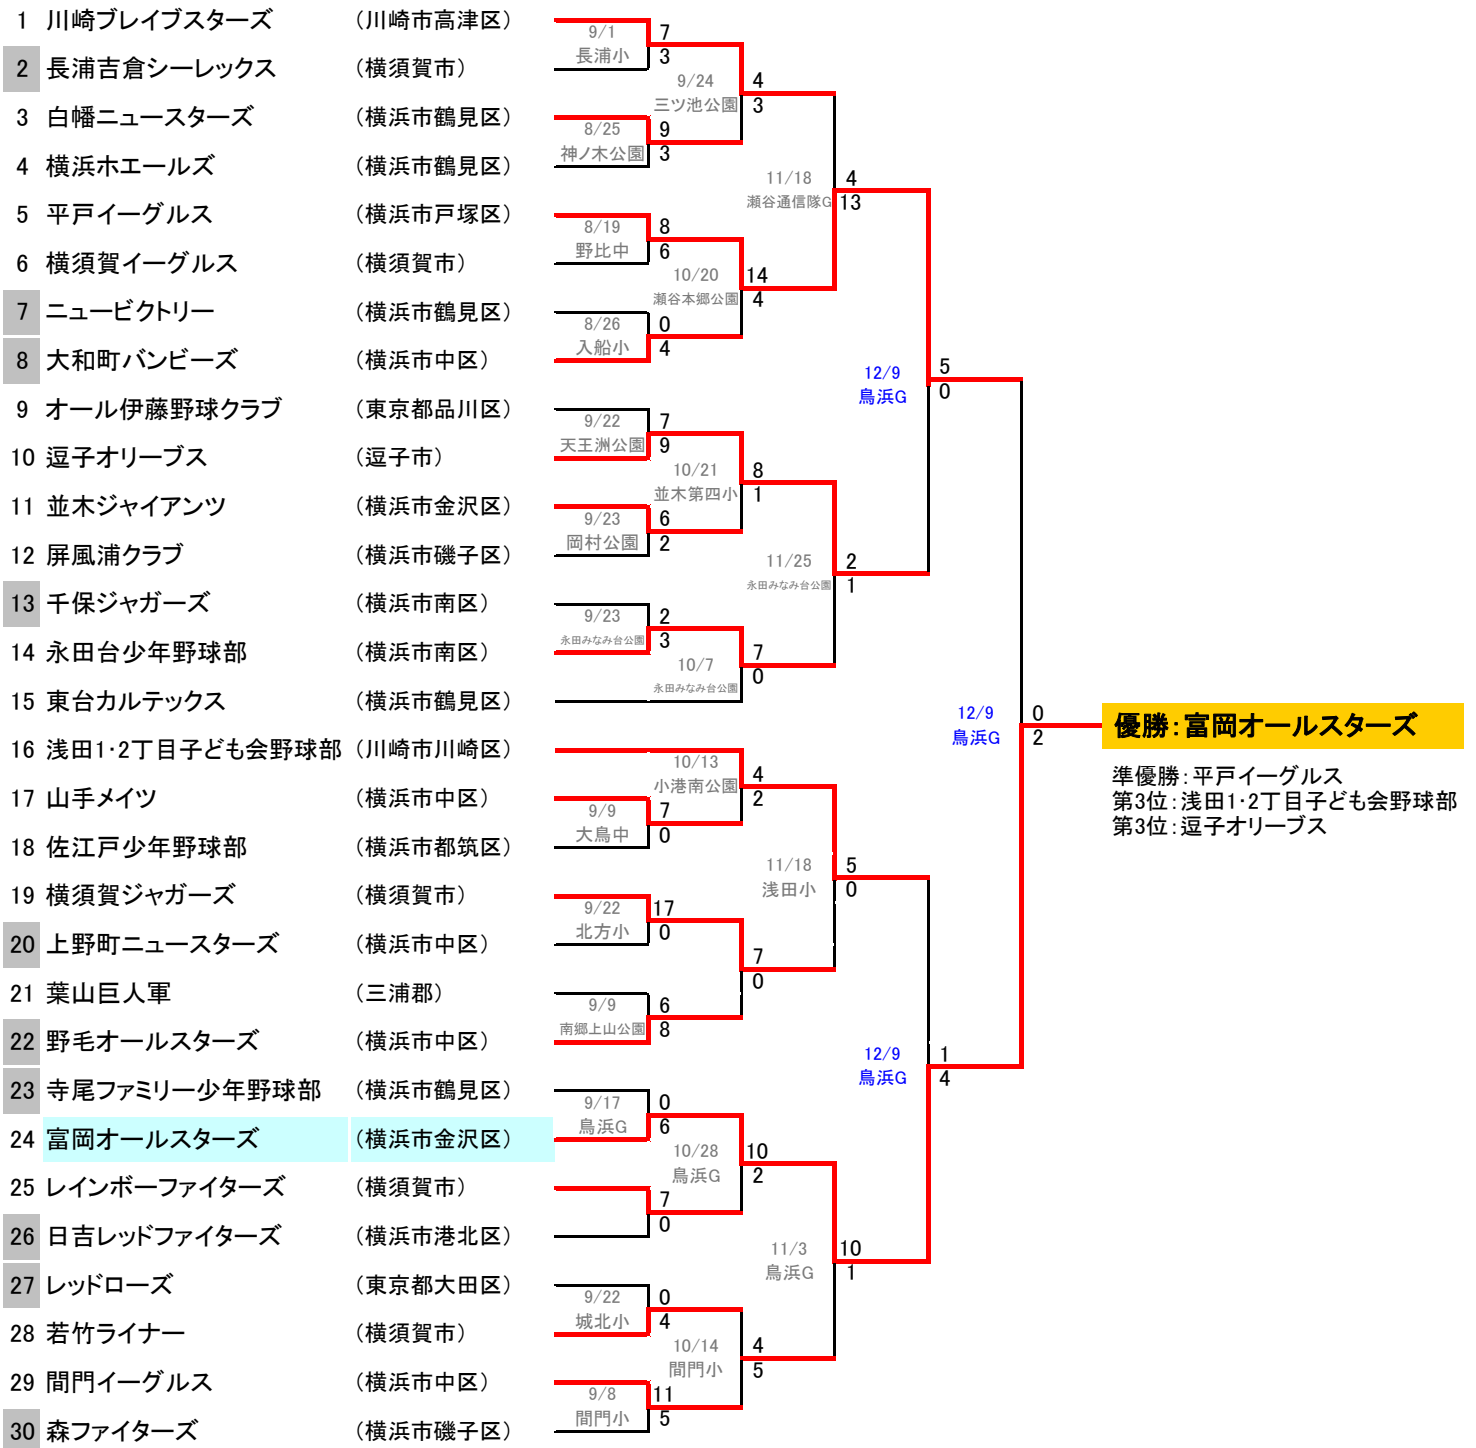 1 川崎ブレイブスターズ （川崎市高津区）
9/1 7
長浦小 3
2 長浦吉倉シーレックス （横須賀市）
9/24 4
三ツ池公園 3
3 白幡ニュースターズ （横浜市鶴見区）
8/25 9
神ノ木公園 3
4 横浜ホエールズ （横浜市鶴見区）
11/18 4
瀬谷通信隊G 13
5 平戸イーグルス （横浜市戸塚区）
8/19 8
野比中 6
6 横須賀イーグルス （横須賀市）
10/20 14
瀬谷本郷公園 4
7 ニュービクトリー （横浜市鶴見区）
8/26 0
入船小 4
8 大和町バンビーズ （横浜市中区）
12/9 5
鳥浜G 0
9 オール伊藤野球クラブ （東京都品川区）
9/22 7
天王洲公園 9
10 逗子オリーブス （逗子市）
10/21 8
並木第四小 1
11 並木ジャイアンツ （横浜市金沢区）
9/23 6
岡村公園 2
12 屏風浦クラブ （横浜市磯子区）
11/25 2
永田みなみ台公園 1
13 千保ジャガーズ （横浜市南区）
9/23 2
永田みなみ台公園 3
14 永田台少年野球部 （横浜市南区）
10/7 7
永田みなみ台公園 0
15 東台カルテックス （横浜市鶴見区）
12/9 0
鳥浜G 2
優勝：富岡オールスターズ
準優勝：平戸イーグルス
第3位：浅田1・2丁目子ども会野球部
第3位：逗子オリーブス
16 浅田1・2丁目子ども会野球部 （川崎市川崎区）
10/13 4
小港南公園 2
17 山手メイツ （横浜市中区）
9/9 7
大鳥中 0
18 佐江戸少年野球部 （横浜市都筑区）
11/18 5
浅田小 0
19 横須賀ジャガーズ （横須賀市）
9/22 17
北方小 0
20 上野町ニュースターズ （横浜市中区）
7
0
21 葉山巨人軍 （三浦郡）
9/9 6
南郷上山公園 8
22 野毛オールスターズ （横浜市中区）
12/9 1
鳥浜G 4
23 寺尾ファミリー少年野球部 （横浜市鶴見区）
9/17 0
鳥浜G 6
24 富岡オールスターズ （横浜市金沢区）
10/28 10
鳥浜G 2
25 レインボーファイターズ （横須賀市）
7
0
26 日吉レッドファイターズ （横浜市港北区）
11/3 10
鳥浜G 1
27 レッドローズ （東京都大田区）
9/22 0
城北小 4
28 若竹ライナー （横須賀市）
10/14 4
間門小 5
29 間門イーグルス （横浜市中区）
9/8 11
間門小 5
30 森ファイターズ （横浜市磯子区）